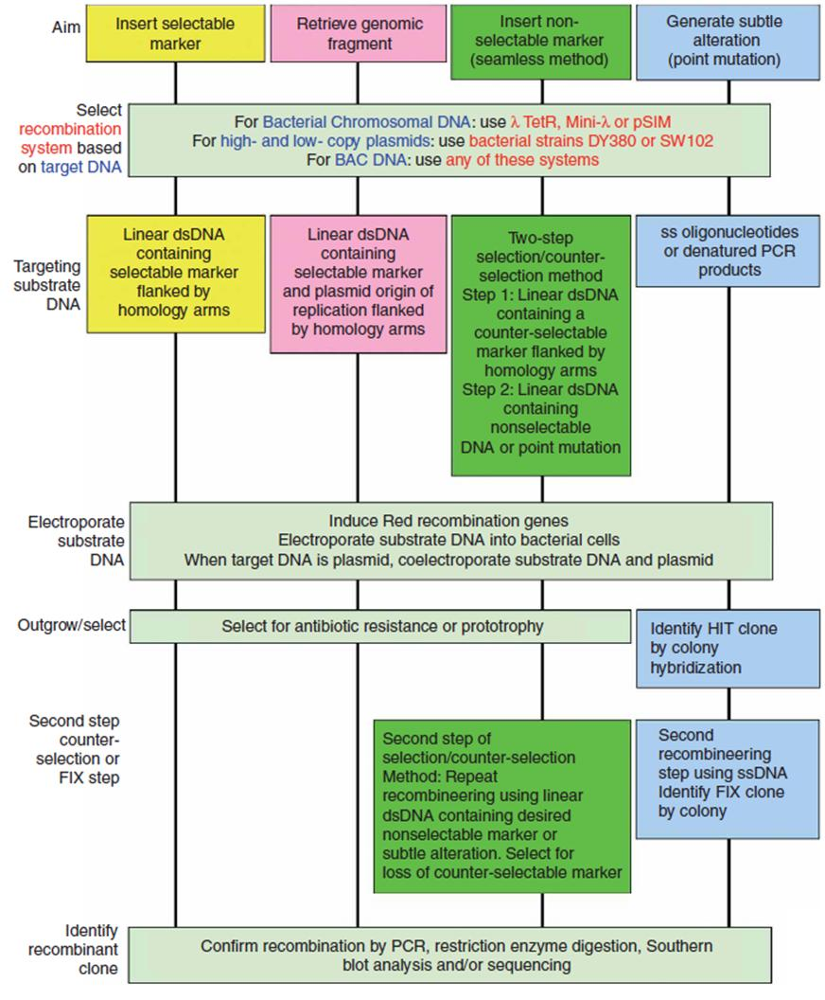 Aim
Insert selectable
marker
Retrieve genomic
fragment
Insert non-
selectable marker
(seamless method)
Generate subtle
alteration
(point mutation)
Select
recombination
system based
on target DNA
For Bacterial Chromosomal DNA: use λ TetR, Mini-λ or pSIM
For high- and low- copy plasmids: use bacterial strains DY380 or SW102
For BAC DNA: use any of these systems
Targeting
substrate
DNA
Linear dsDNA
containing
selectable marker
flanked by
homology arms
Linear dsDNA
containing
selectable marker
and plasmid origin of
replication flanked
by homology arms
Two-step
selection/counter-
selection method
Step 1: Linear dsDNA
containing a
counter-selectable
marker flanked by
homology arms
Step 2: Linear dsDNA
containing
nonselectable
DNA or point mutation
ss oligonucleotides
or denatured PCR
products
Electroporate
substrate
DNA
Induce Red recombination genes
Electroporate substrate DNA into bacterial cells
When target DNA is plasmid, coelectroporate substrate DNA and plasmid
Outgrow/select
Select for antibiotic resistance or prototrophy
Identify HIT clone
by colony
hybridization
Second step
counter-
selection or
FIX step
Second step of
selection/counter-selection
Method: Repeat
recombineering using linear
dsDNA containing desired
nonselectable marker or
subtle alteration. Select for
loss of counter-selectable marker
Second
recombineering
step using ssDNA
Identify FIX clone
by colony
Identify
recombinant
clone
Confirm recombination by PCR, restriction enzyme digestion, Southern
blot analysis and/or sequencing